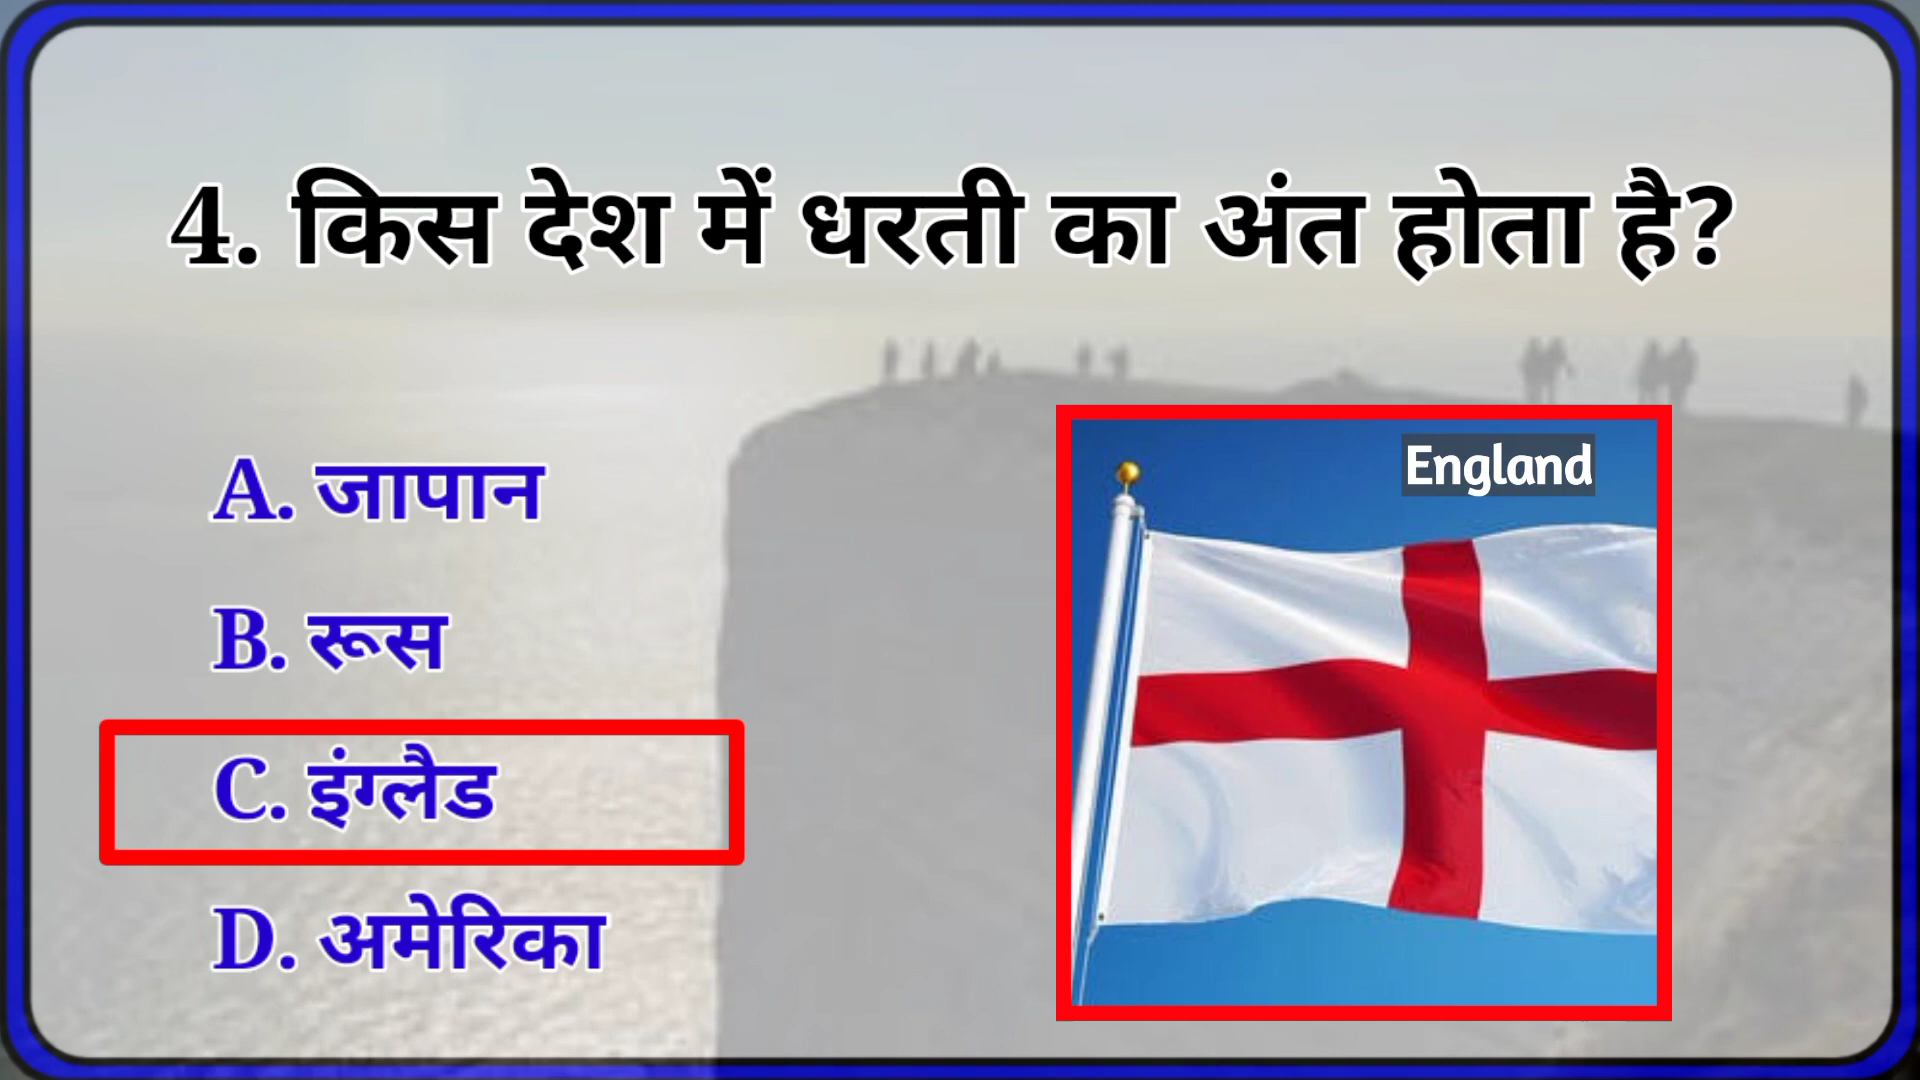 4. किस देश में धरती का अंत होता है?
A. जापान
B. रूस
C. इंग्लैड
D. अमेरिका
England